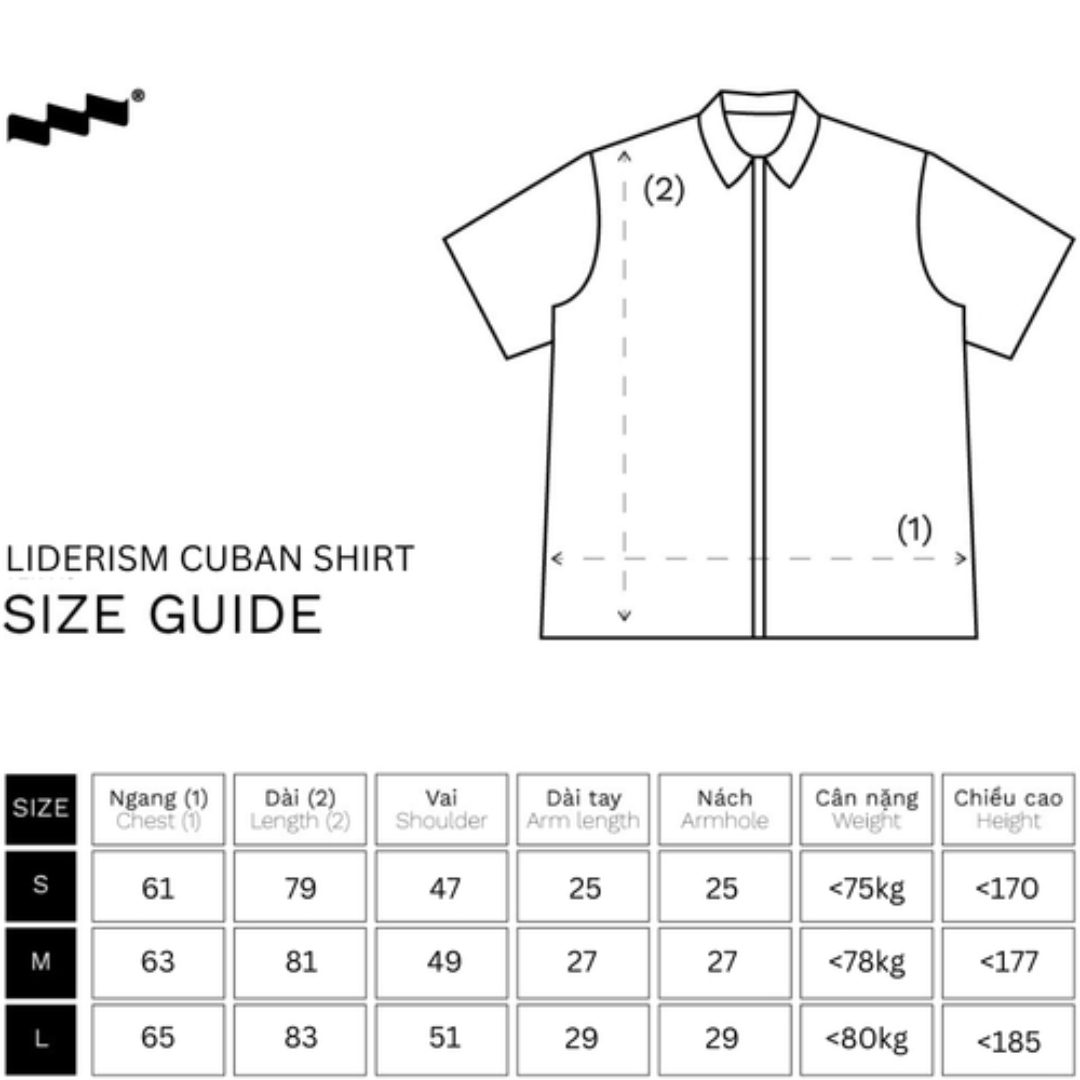 ®
(2)
(1)
LIDERISM CUBAN SHIRT
SIZE GUIDE
SIZE Ngang (1) Dài (2) Vai Dài tay Nách Cân nặng Chiều cao
Chest (1) Length (2) Shoulder Arm length Armhole Weight Height
S 61 79 47 25 25 <75kg <170
M 63 81 49 27 27 <78kg <177
L 65 83 51 29 29 <80kg <185